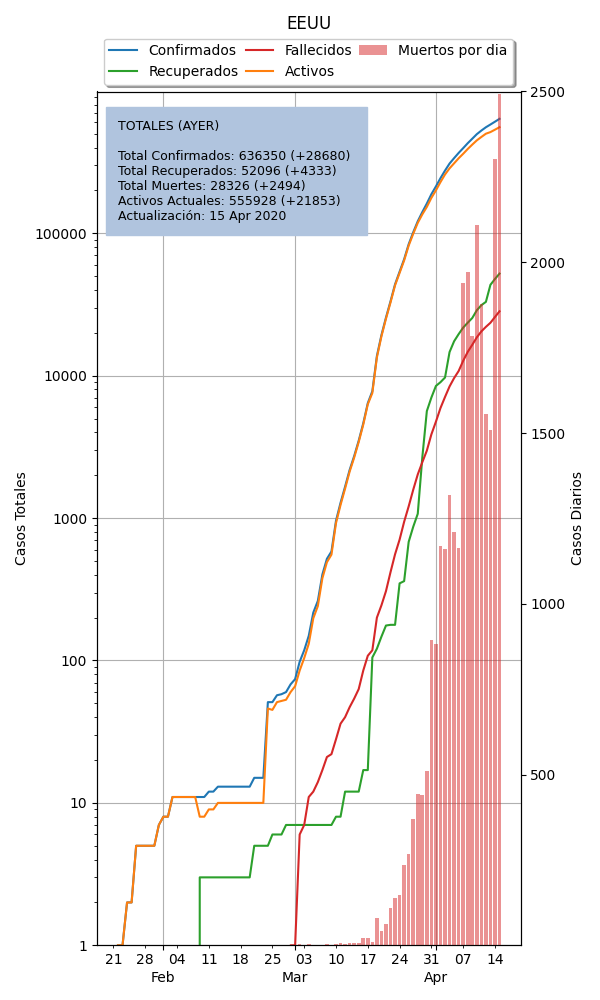 EEUU
Confirmados Fallecidos Muertos por dia
Recuperados Activos
TOTALES (AYER)
Total Confirmados: 636350 (+28680)
Total Recuperados: 52096 (+4333)
Total Muertes: 28326 (+2494)
Activos Actuales: 555928 (+21853)
Actualización: 15 Apr 2020
Casos Totales
100000
10000
1000
100
10
1
2500
2000
1500
1000
500
Casos Diarios
21 28 04 11 18 25 03 10 17 24 31 07 14
Feb Mar Apr